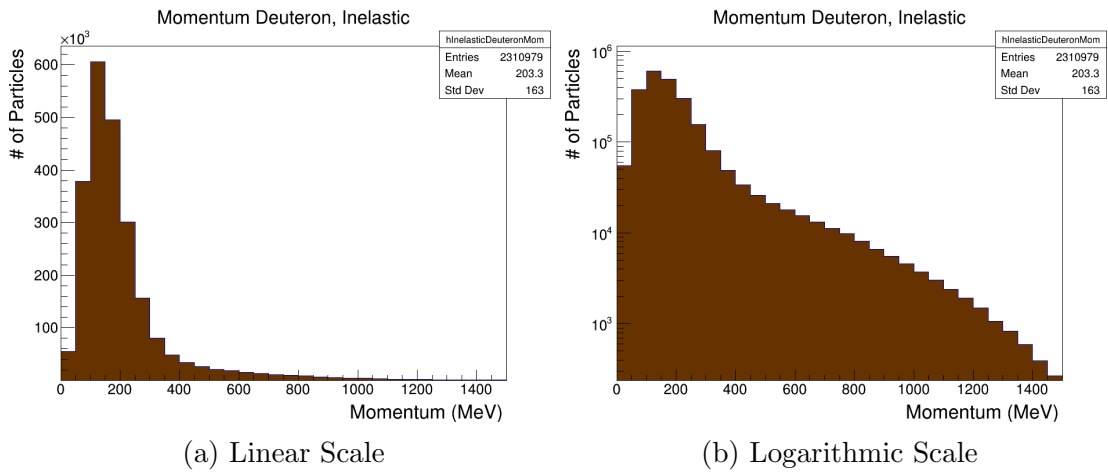 Momentum Deuteron, Inelastic
×10³
# of Particles
hInelasticDeuteronMom
Entries 2310979
Mean 203.3
Std Dev 163
600
500
400
300
200
100
0 200 400 600 800 1000 1200 1400
Momentum (MeV)
(a) Linear Scale
Momentum Deuteron, Inelastic
# of Particles
hInelasticDeuteronMom
Entries 2310979
Mean 203.3
Std Dev 163
10⁶
10⁵
10⁴
10³
0 200 400 600 800 1000 1200 1400
Momentum (MeV)
(b) Logarithmic Scale